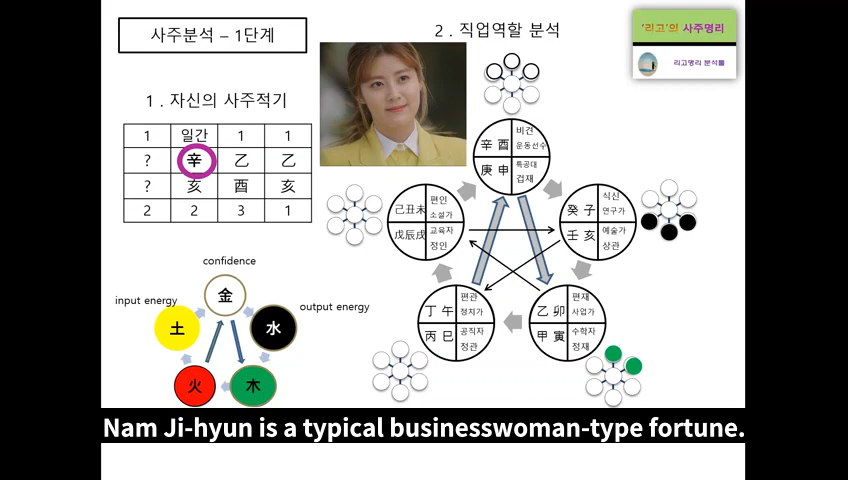 사주분석 – 1단계
2 . 직업역할 분석
'리고'의 사주명리
리고명리 분석툴
1 . 자신의 사주적기
1 일간 1 1
? 辛 乙 乙
? 亥 酉 亥
2 2 3 1
辛 酉 비견
운동선수
庚 申 특공대
겁재
己丑未 편인
소설가
戊辰戌 교육자
정인
癸 子 식신
연구가
壬 亥 예술가
상관
丁 午 편관
정치가
丙 巳 공직자
정관
乙 卯 편재
사업가
甲 寅 수학자
정재
confidence
input energy
output energy
金
土
水
火
木
Nam Ji-hyun is a typical businesswoman-type fortune.